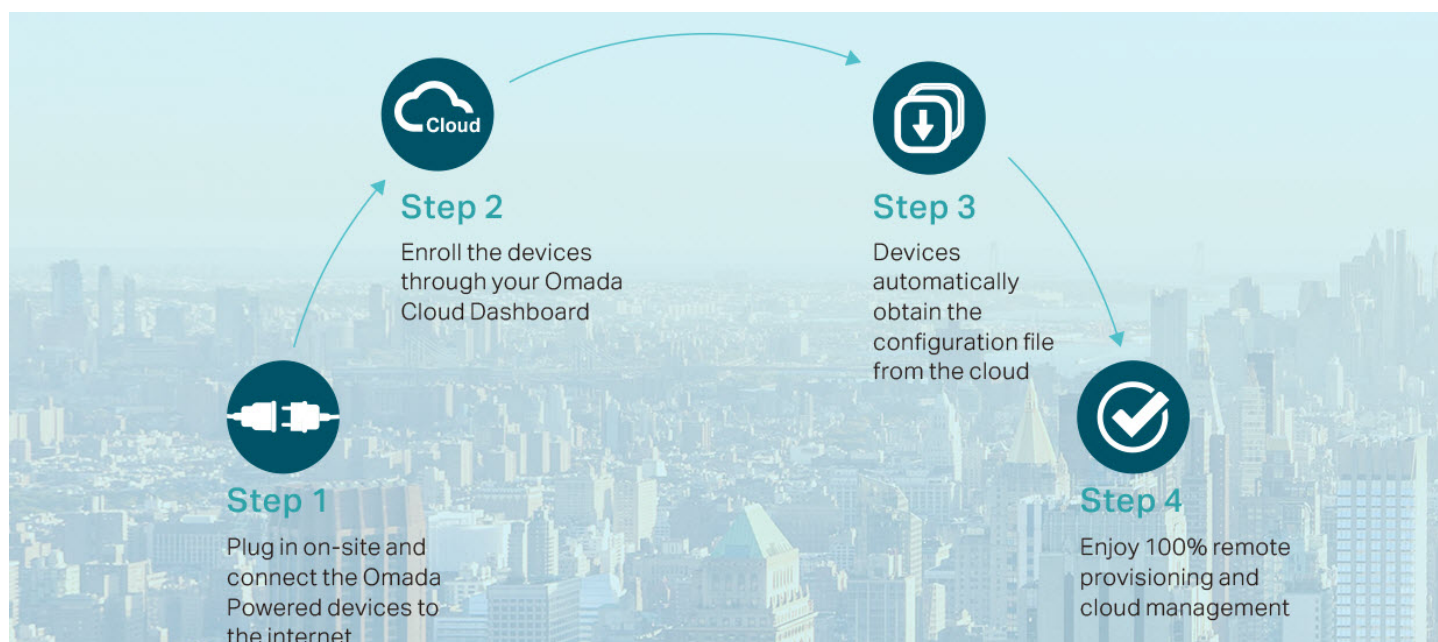 Cloud
Step 2
Enroll the devices
through your Omada
Cloud Dashboard
Step 3
Devices
automatically
obtain the
configuration file
from the cloud
Step 1
Plug in on-site and
connect the Omada
Powered devices to
the internet
Step 4
Enjoy 100% remote
provisioning and
cloud management